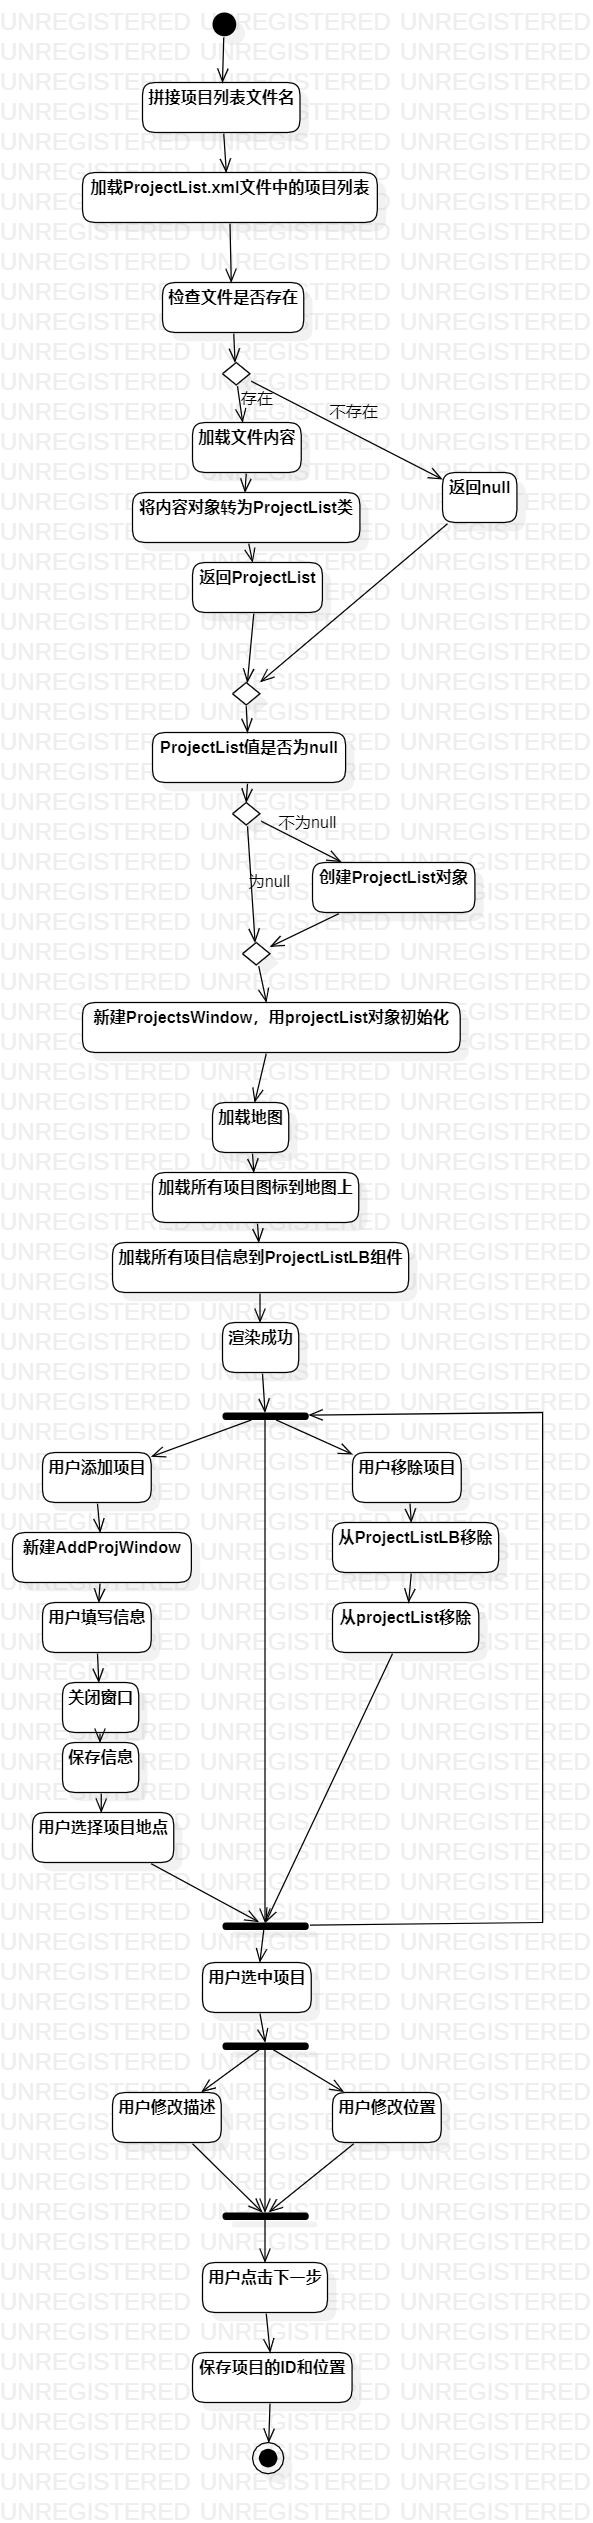 拼接项目列表文件名
加载ProjectList.xml文件中的项目列表
检查文件是否存在
存在
不存在
加载文件内容
返回null
将内容对象转为ProjectList类
返回ProjectList
ProjectList值是否为null
不为null
为null
创建ProjectList对象
新建ProjectsWindow，用projectList对象初始化
加载地图
加载所有项目图标到地图上
加载所有项目信息到ProjectListLB组件
渲染成功
用户添加项目
用户移除项目
新建AddProjWindow
从ProjectListLB移除
用户填写信息
从projectList移除
关闭窗口
保存信息
用户选择项目地点
用户选中项目
用户修改描述
用户修改位置
用户点击下一步
保存项目的ID和位置
UNREGISTERED